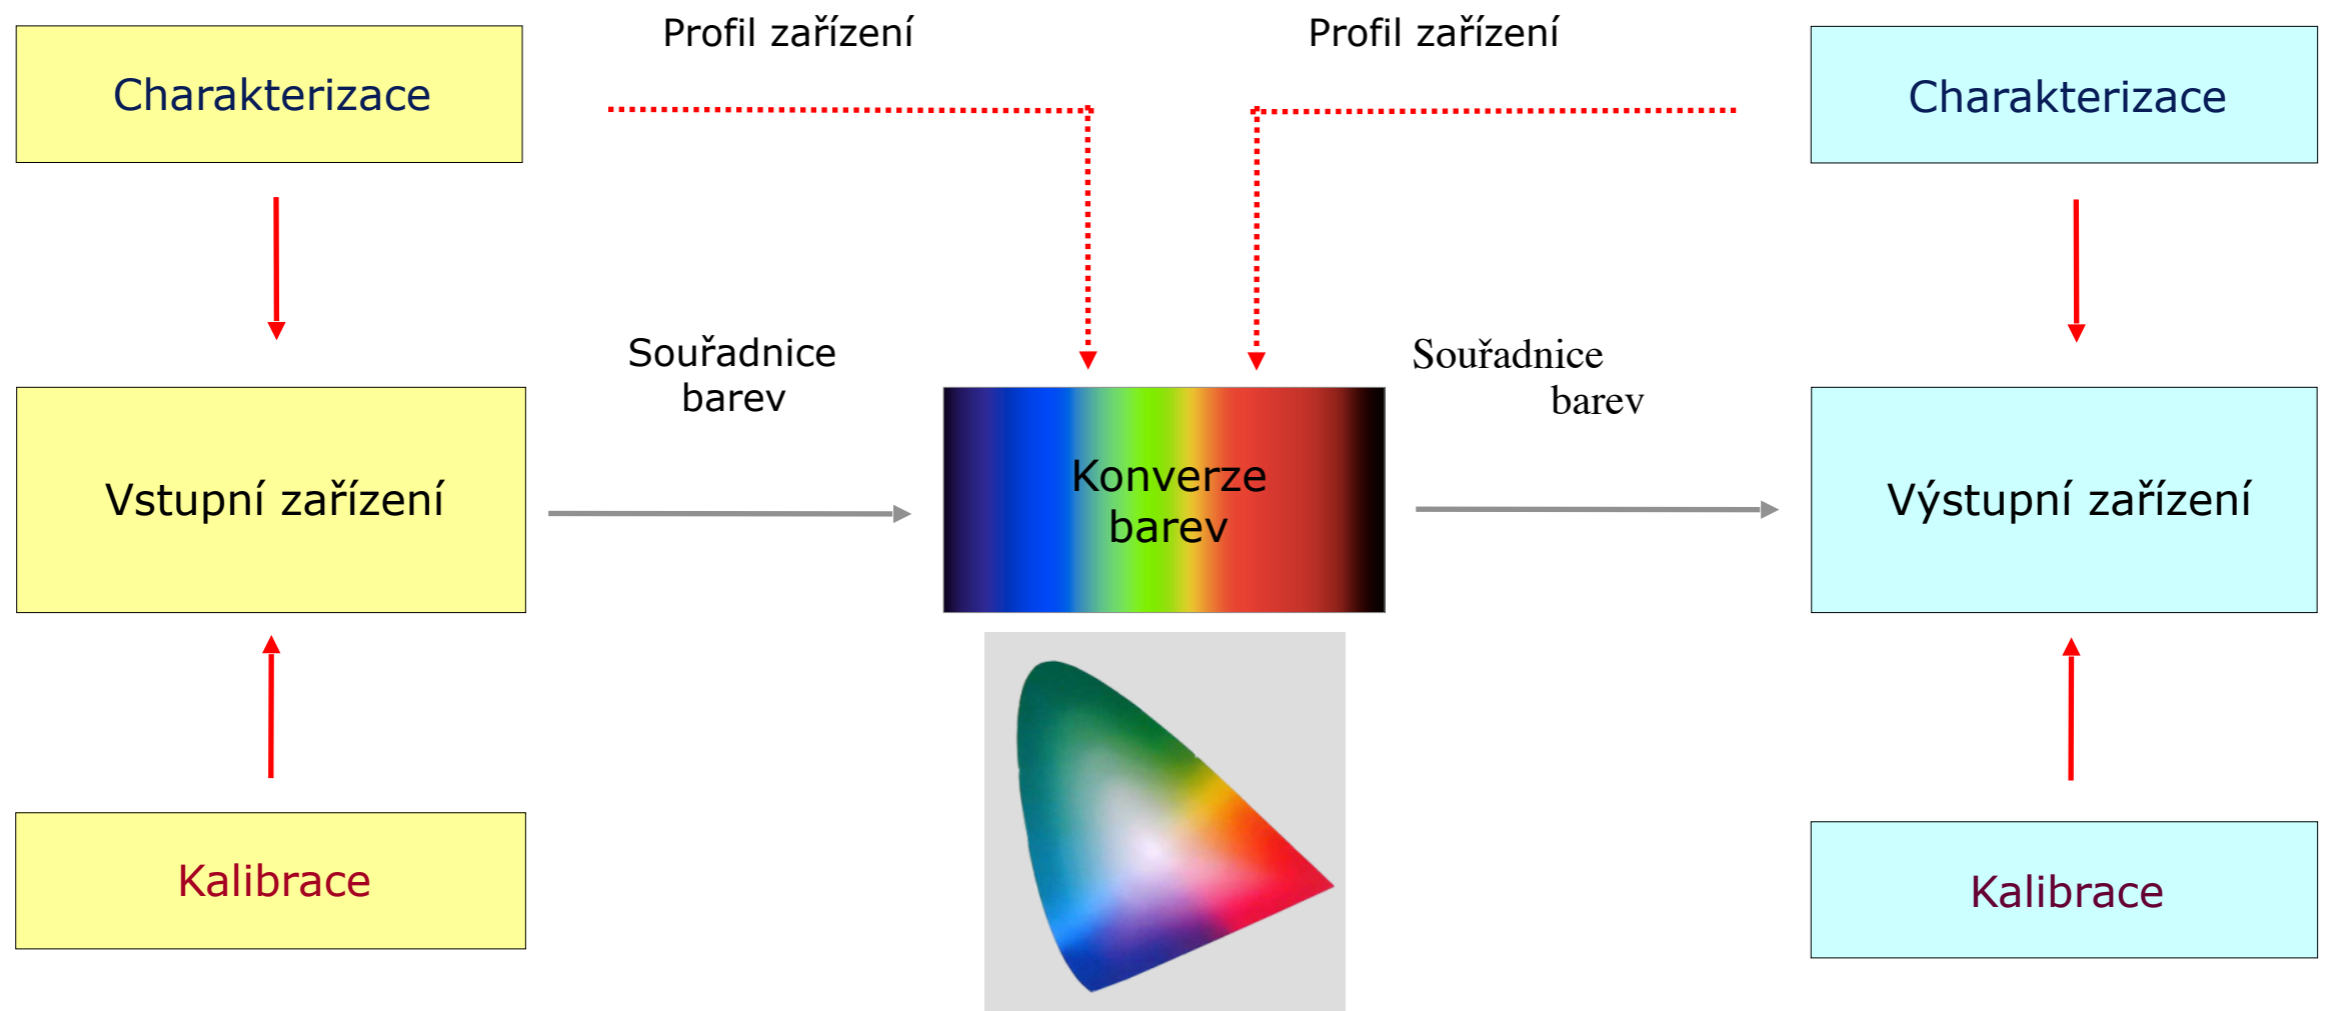 Profil zařízení
Profil zařízení
Charakterizace
Charakterizace
Souřadnice
barev
Souřadnice
barev
Vstupní zařízení
Konverze
barev
Výstupní zařízení
Kalibrace
Kalibrace